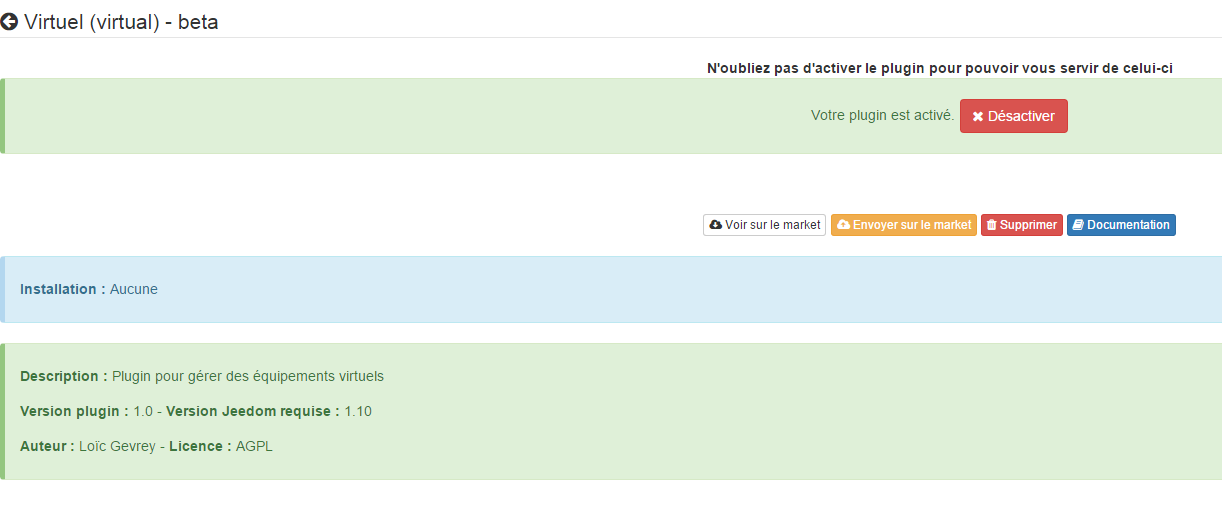 Virtuel (virtual) - beta
N'oubliez pas d'activer le plugin pour pouvoir vous servir de celui-ci
Votre plugin est activé. Désactiver
Voir sur le market Envoyer sur le market Supprimer Documentation
Installation : Aucune
Description : Plugin pour gérer des équipements virtuels
Version plugin : 1.0 - Version Jeedom requise : 1.10
Auteur : Loïc Gevrey - Licence : AGPL